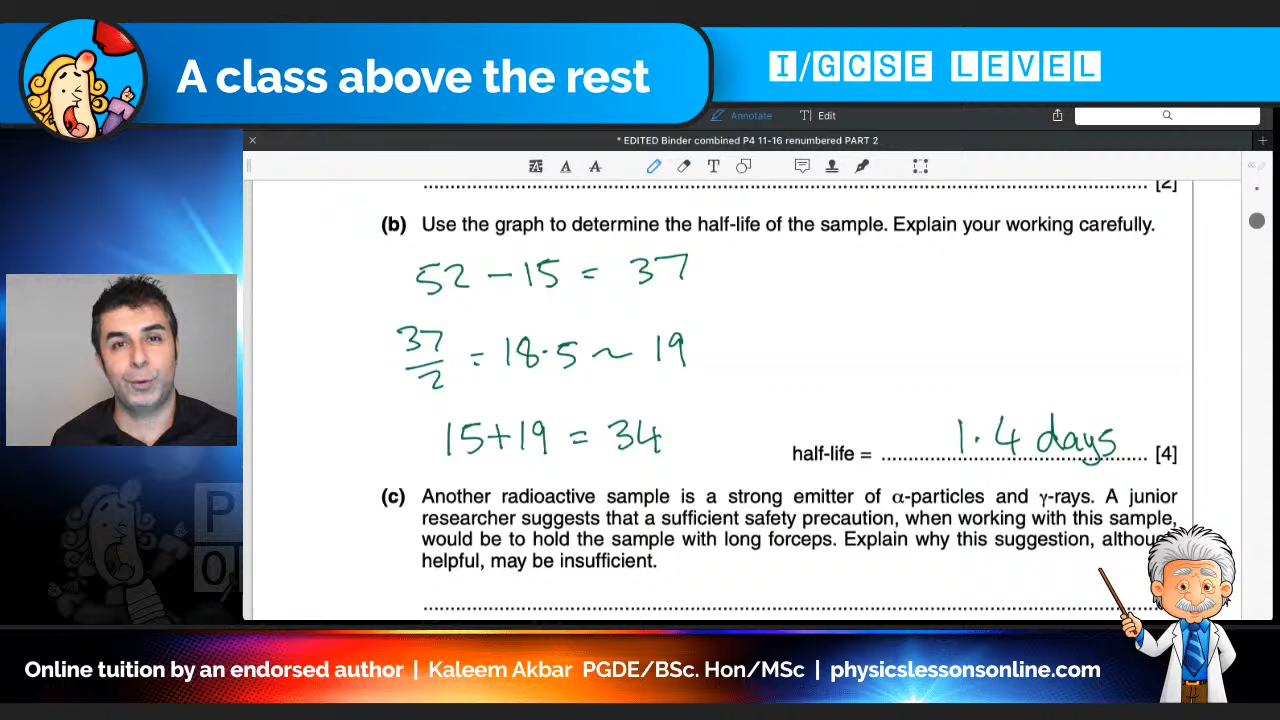 A class above the rest
I/GCSE LEVEL
Annotate
T| Edit
* EDITED Binder combined P4 11-16 renumbered PART 2
[2]
(b) Use the graph to determine the half-life of the sample. Explain your working carefully.
52 - 15 = 37
37/2 = 18.5 ~ 19
15+19 = 34
1.4 days
half-life = .......... [4]
(c) Another radioactive sample is a strong emitter of α-particles and γ-rays. A junior
researcher suggests that a sufficient safety precaution, when working with this sample,
would be to hold the sample with long forceps. Explain why this suggestion, althoug
helpful, may be insufficient.
P
O
Online tuition by an endorsed author | Kaleem Akbar PGDE/BSc. Hon/MSc | physicslessonsonline.com